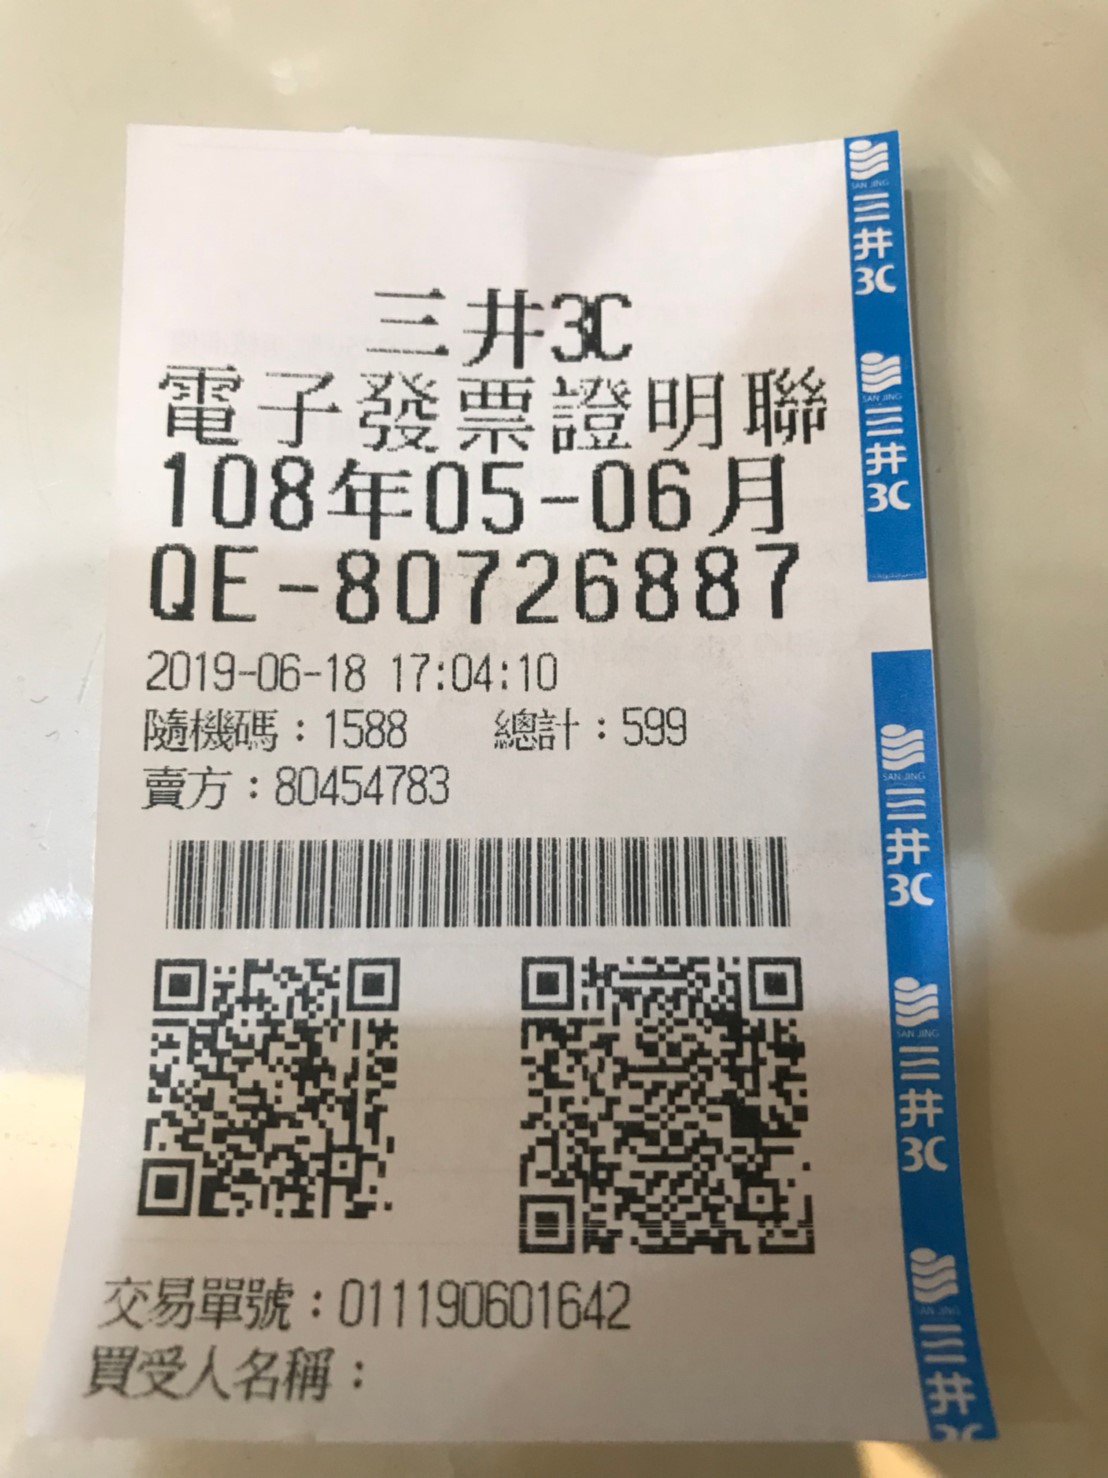 三井3C
電子發票證明聯
108年05-06月
QE-80726887
2019-06-18 17:04:10
隨機碼：1588 總計：599
賣方：80454783
交易單號：011190601642
買受人名稱：
SAN JING
三井
3C
SAN JING
三井
3C
SAN JING
三井
3C
SAN JING
三井
3C
SAN JING
三井
3C